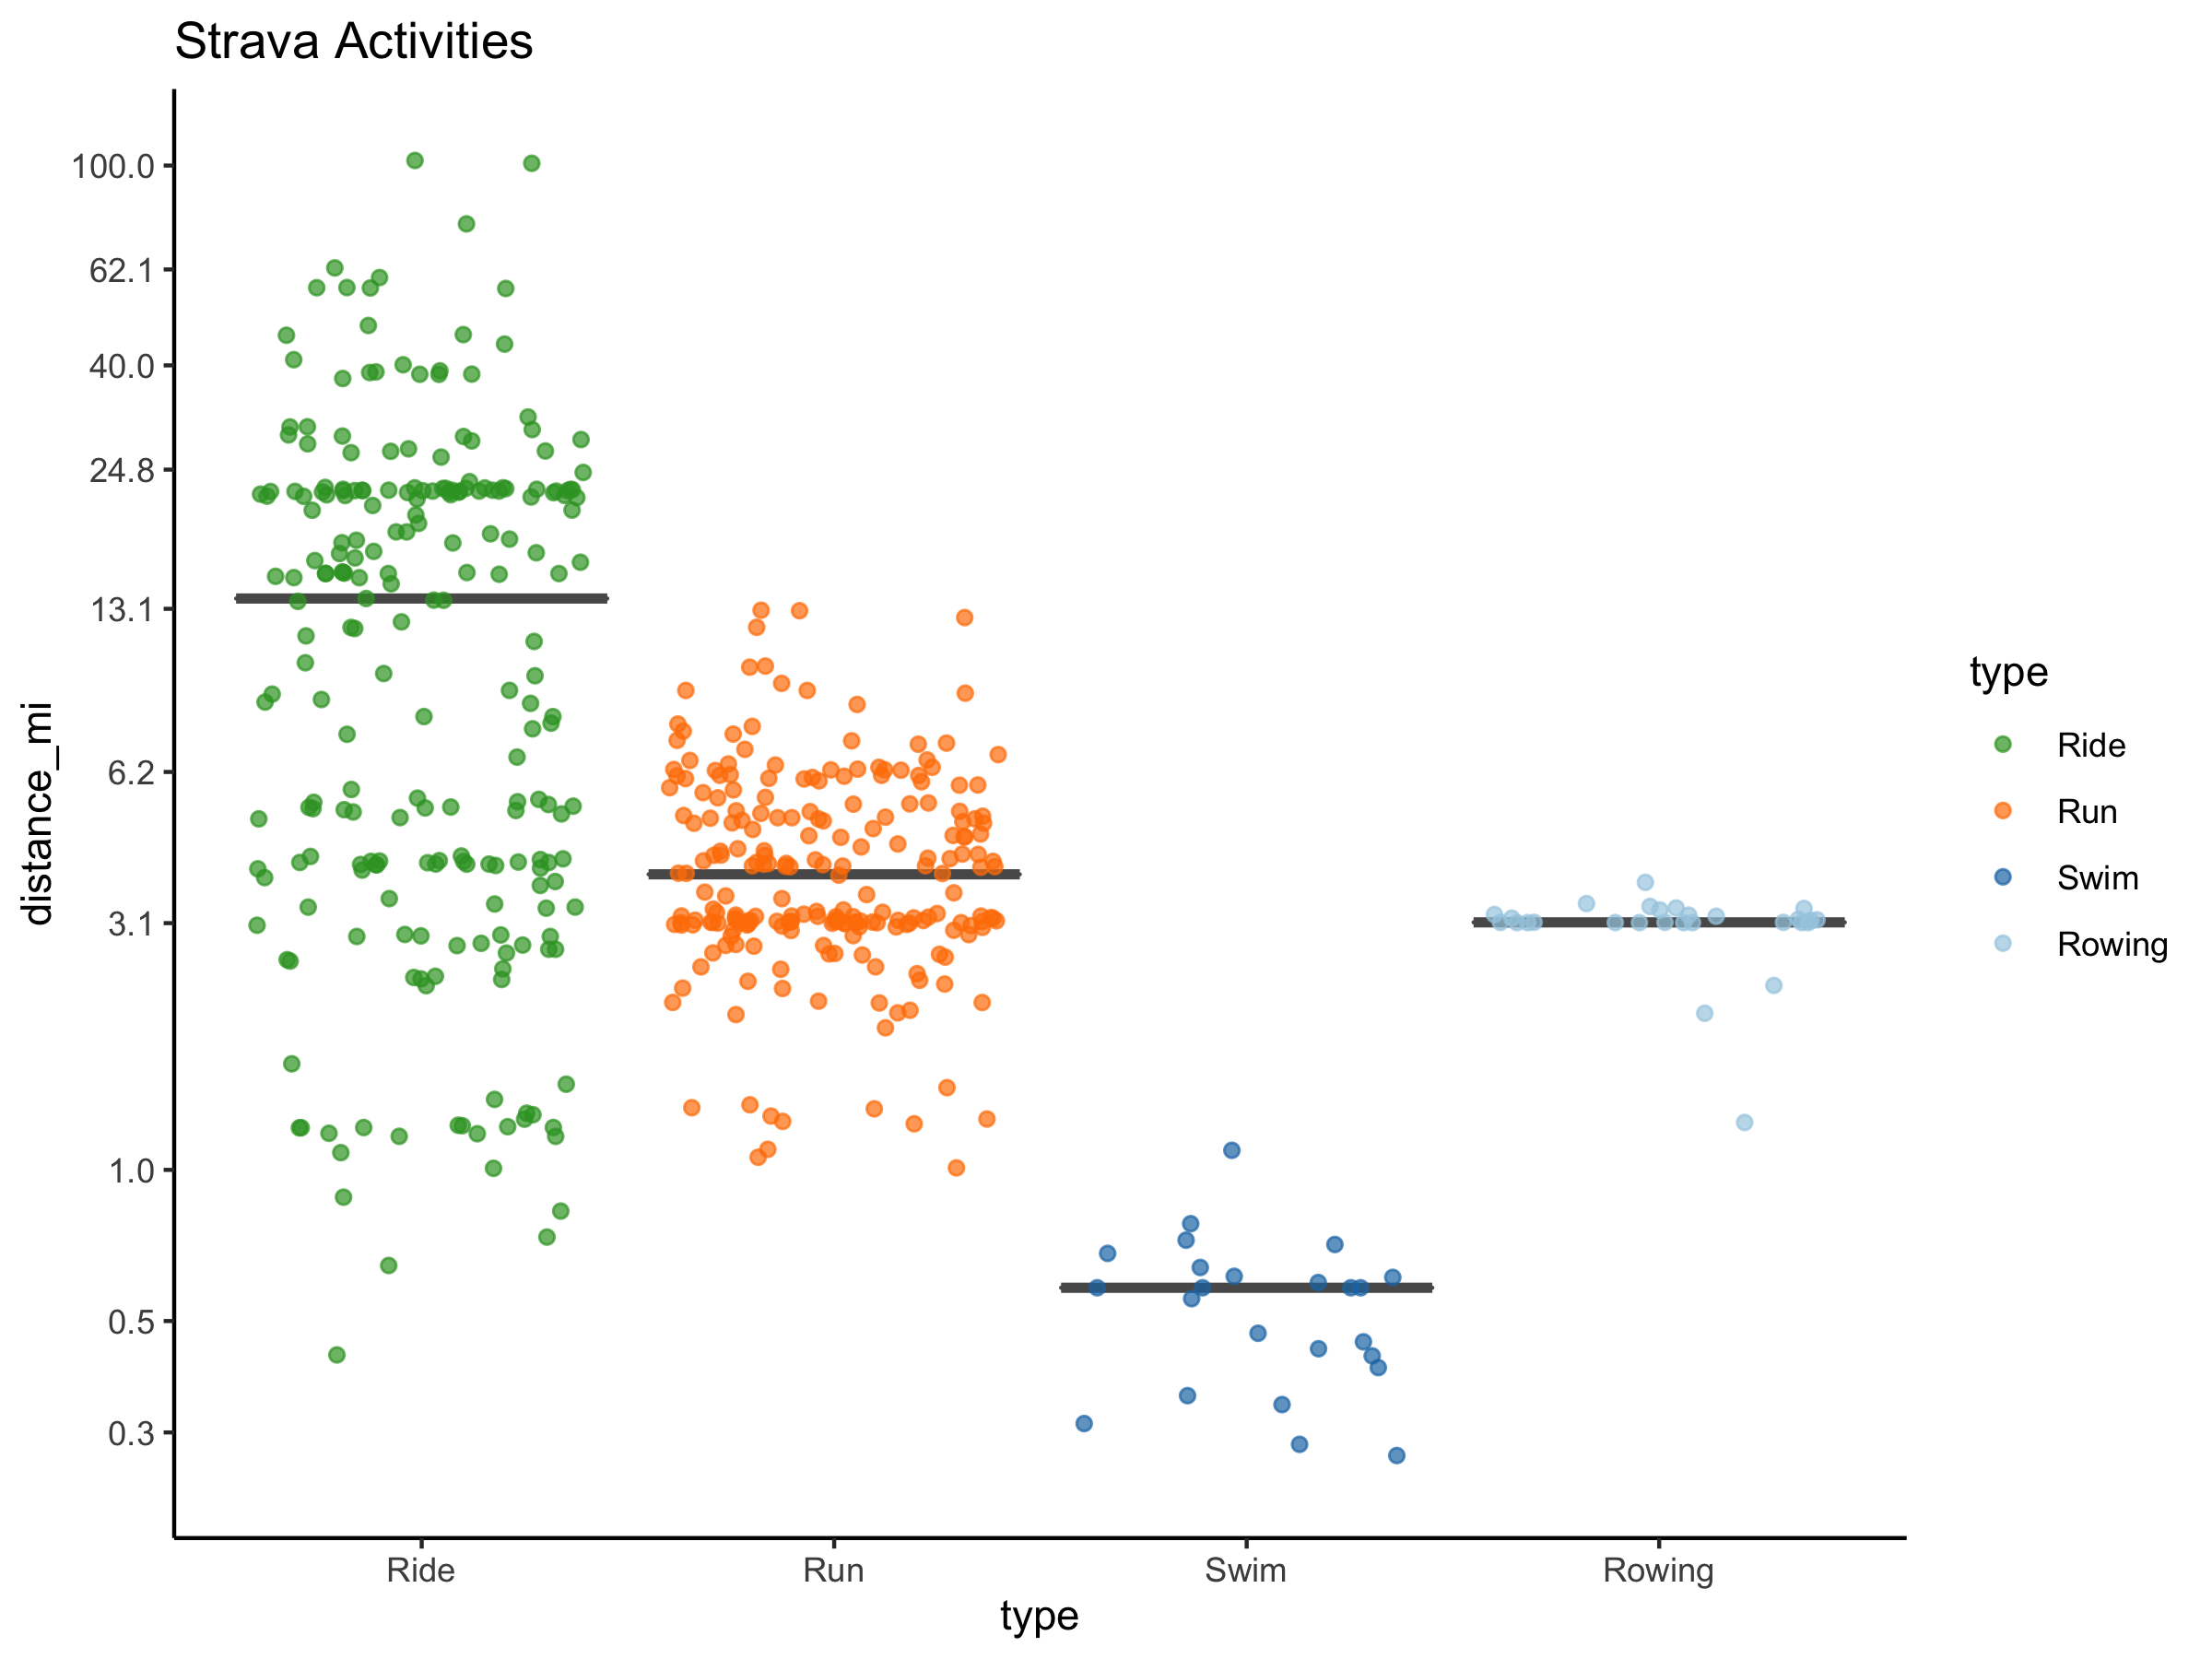 Strava Activities
distance_mi
100.0
62.1
40.0
24.8
13.1
6.2
3.1
1.0
0.5
0.3
Ride
Run
Swim
Rowing
type
type
Ride
Run
Swim
Rowing